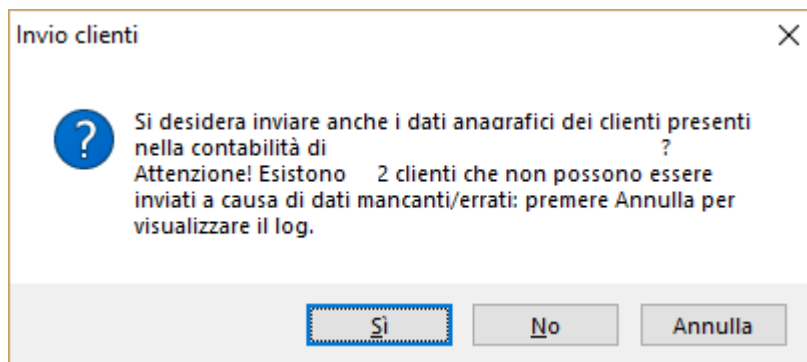 Invio clienti
Si desidera inviare anche i dati anagrafici dei clienti presenti
nella contabilità di ?
Attenzione! Esistono 2 clienti che non possono essere
inviati a causa di dati mancanti/errati: premere Annulla per
visualizzare il log.
Sì No Annulla